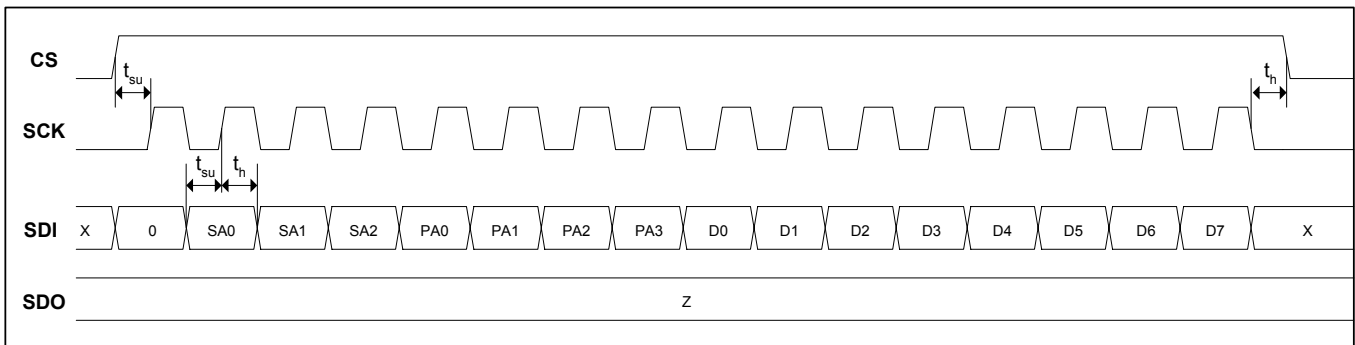 CS
t_su
t_h
SCK
t_su t_h
SDI X 0 SA0 SA1 SA2 PA0 PA1 PA2 PA3 D0 D1 D2 D3 D4 D5 D6 D7 X
SDO Z